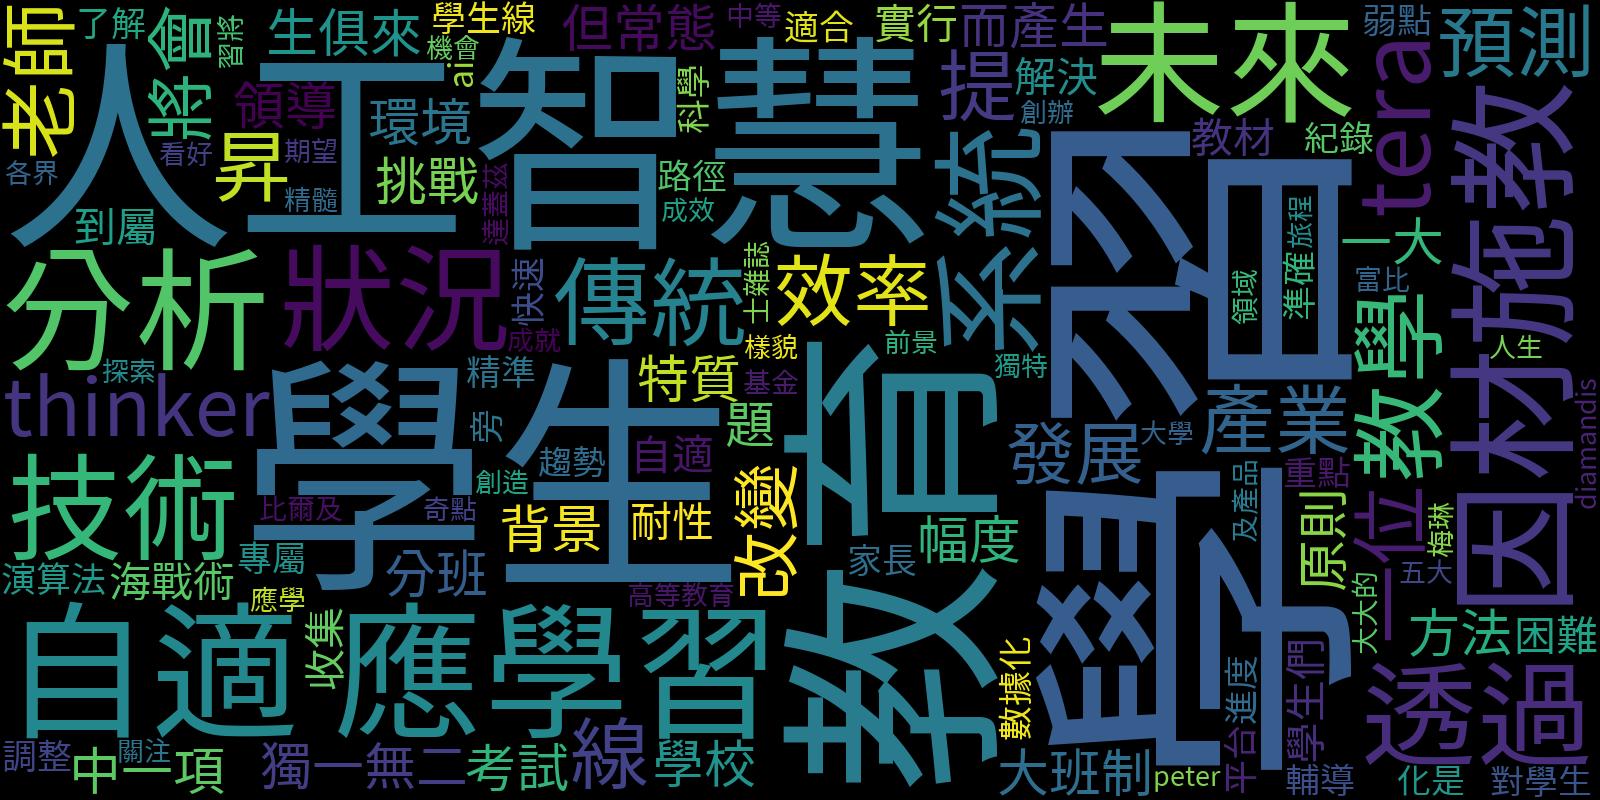 老師
了解
將會
生俱來
習將
學生線
機會
ai
但常態
中等
適合
實行
而產生
未來
弱點
預測
人工智慧
領導
環境
科學
提
解決
創辦
tera
看好
昇
期望
各界
精髓
挑戰
違蓋茲
路徑
成效
系統
學習
教材
紀錄
因材施教
到屬
分析
狀況
快速
成就
傳統
士雜誌
效率
領域
準確
旅程
一大
富比
教學
探索
thinker
學生
精準
特質
樣貌
基金
前景
獨特
教育
人生
diamandis
旁
題
趨勢
自適
創造
發展
大學
產業
技術
比爾及
奇點
背景
耐性
改變
幅度
及產品
重點
原則
二位
梅琳
五大
演算法
海戰術
專屬
分班
高等教育
家長
應學
收集
大大的
方法
困難
自適應學習
數據化
進度
學生們
透過
調整
中一項
關注
獨一無二
考試
線
學校
大班制
peter
平台
輔導
化是
對學生